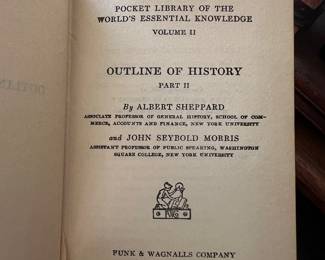 POCKET LIBRARY OF THE
WORLD'S ESSENTIAL KNOWLEDGE
VOLUME II
OUTLINE OF HISTORY
PART II
By ALBERT SHEPPARD
ASSOCIATE PROFESSOR OF GENERAL HISTORY, SCHOOL OF COM-
MERCE, ACCOUNTS AND FINANCE, NEW YORK UNIVERSITY
and JOHN SEYBOLD MORRIS
ASSISTANT PROFESSOR OF PUBLIC SPEAKING, WASHINGTON
SQUARE COLLEGE, NEW YORK UNIVERSITY
FUNK & WAGNALLS COMPANY